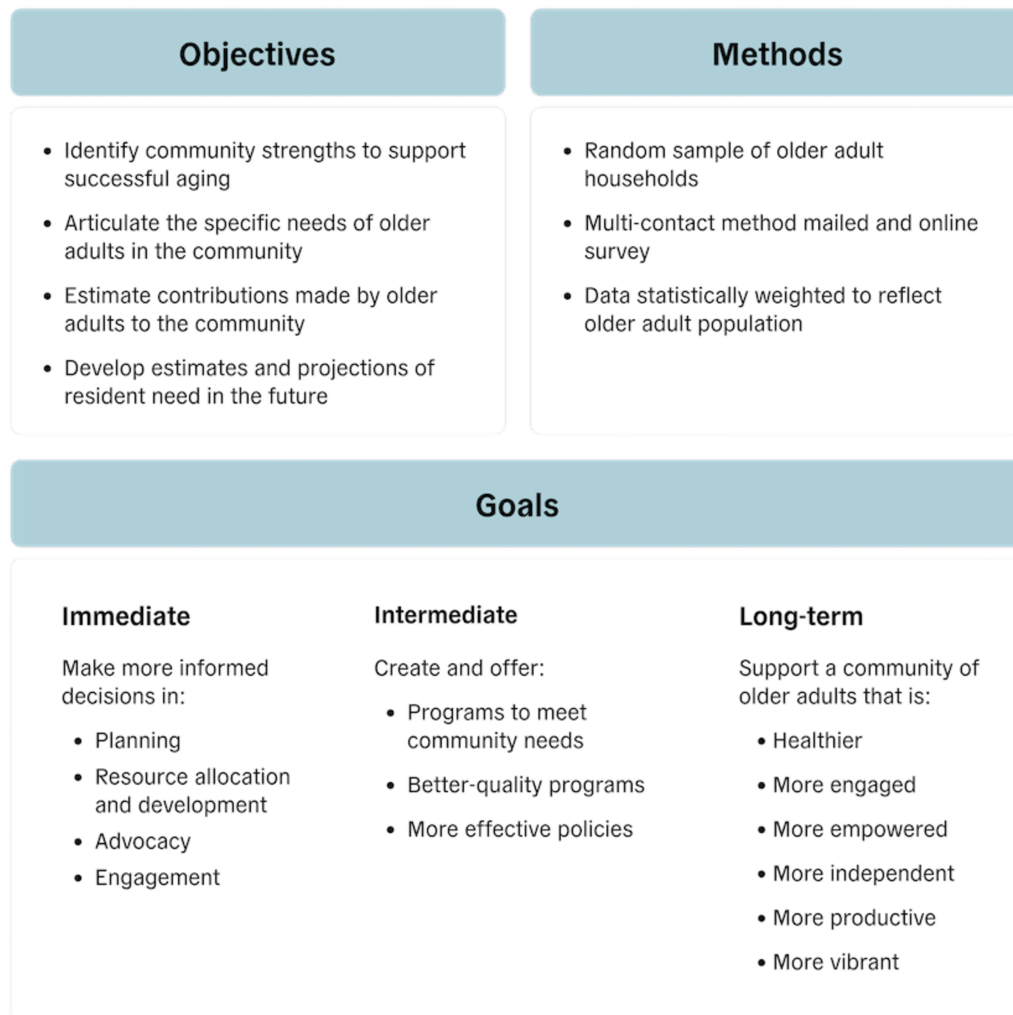 Objectives
• Identify community strengths to support
successful aging
• Articulate the specific needs of older
adults in the community
• Estimate contributions made by older
adults to the community
• Develop estimates and projections of
resident need in the future
Methods
• Random sample of older adult
households
• Multi-contact method mailed and online
survey
• Data statistically weighted to reflect
older adult population
Goals
Immediate
Make more informed
decisions in:
• Planning
• Resource allocation
and development
• Advocacy
• Engagement
Intermediate
Create and offer:
• Programs to meet
community needs
• Better-quality programs
• More effective policies
Long-term
Support a community of
older adults that is:
• Healthier
• More engaged
• More empowered
• More independent
• More productive
• More vibrant